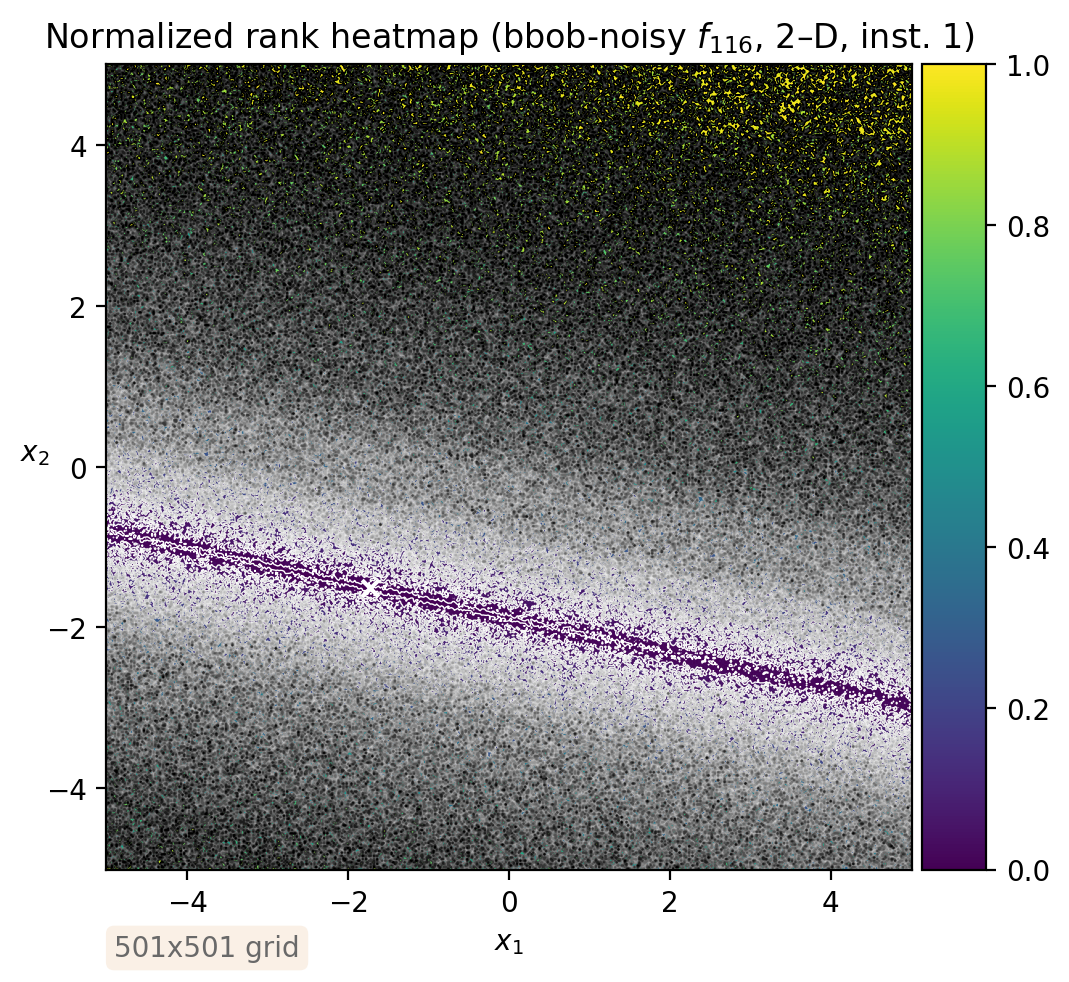 Normalized rank heatmap (bbob-noisy f₁₁₆, 2–D, inst. 1)
1.0
0.8
0.6
0.4
0.2
0.0
4
2
0
−2
−4
x₂
−4 −2 0 2 4
x₁
501x501 grid